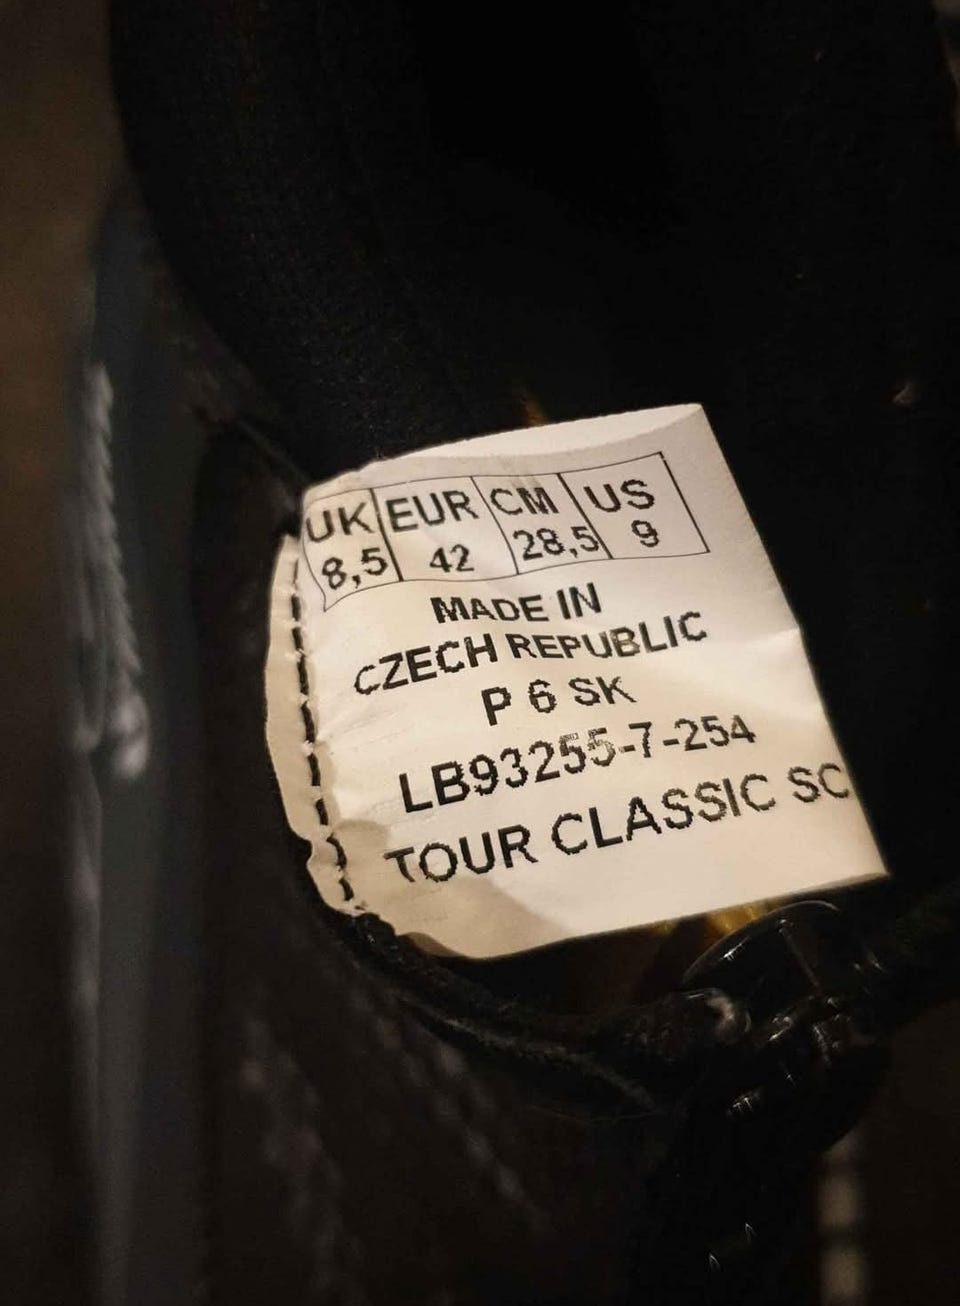 UK EUR CM US
8,5 42 28,5 9
MADE IN
CZECH REPUBLIC
P 6 SK
LB93255-7-254
TOUR CLASSIC SC